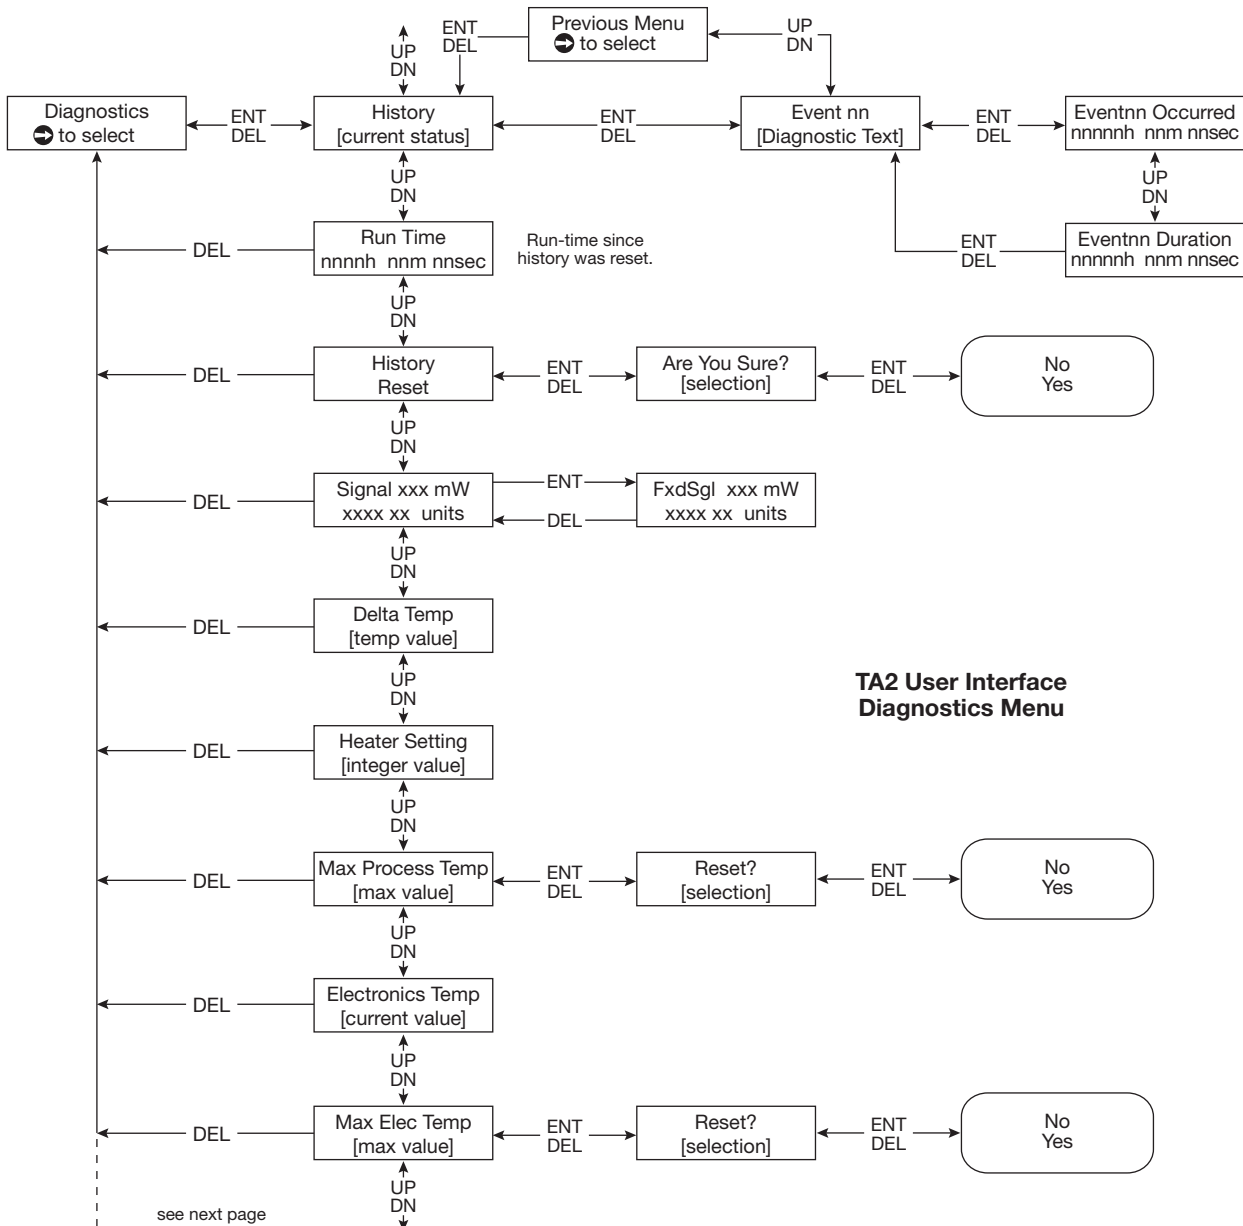 Previous Menu
to select
ENT
DEL
UP
DN
UP
DN
Diagnostics
to select
ENT
DEL
History
[current status]
ENT
DEL
Event nn
[Diagnostic Text]
ENT
DEL
Eventnn Occurred
nnnnnh nnm nnsec
UP
DN
UP
DN
DEL
Run Time
nnnnh nnm nnsec
Run-time since
history was reset.
ENT
DEL
Eventnn Duration
nnnnnh nnm nnsec
UP
DN
DEL
History
Reset
ENT
DEL
Are You Sure?
[selection]
ENT
DEL
No
Yes
UP
DN
DEL
Signal xxx mW
xxxx xx units
ENT
DEL
FxdSgl xxx mW
xxxx xx units
UP
DN
DEL
Delta Temp
[temp value]
UP
DN
TA2 User Interface
Diagnostics Menu
DEL
Heater Setting
[integer value]
UP
DN
DEL
Max Process Temp
[max value]
ENT
DEL
Reset?
[selection]
ENT
DEL
No
Yes
UP
DN
DEL
Electronics Temp
[current value]
UP
DN
DEL
Max Elec Temp
[max value]
ENT
DEL
Reset?
[selection]
ENT
DEL
No
Yes
UP
DN
see next page